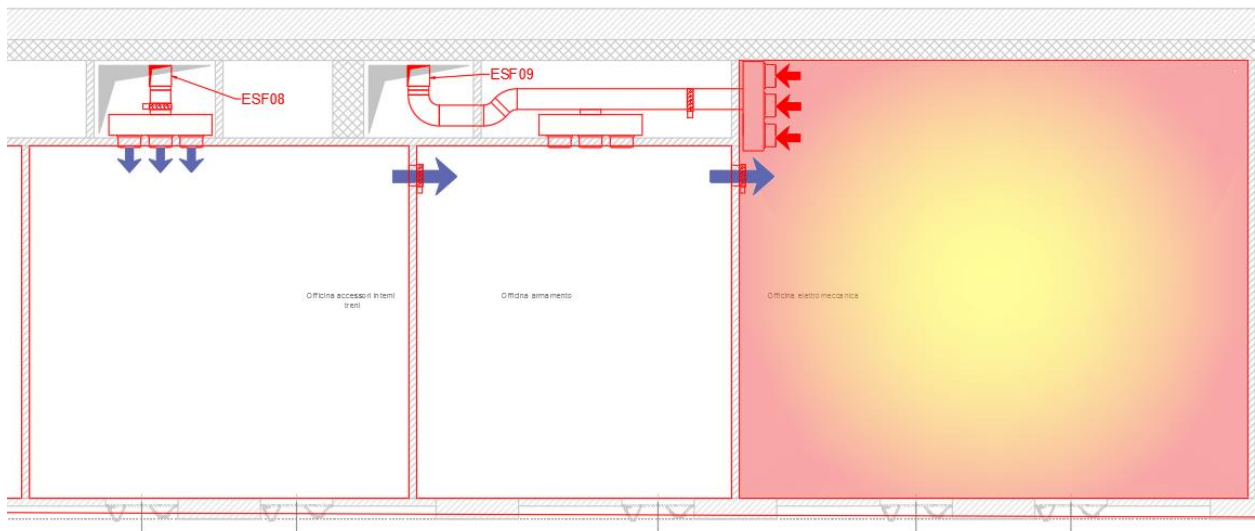 ESF08
ESF09
Officina accessori interni
treni
Officina armamento
Officina elettromeccanica